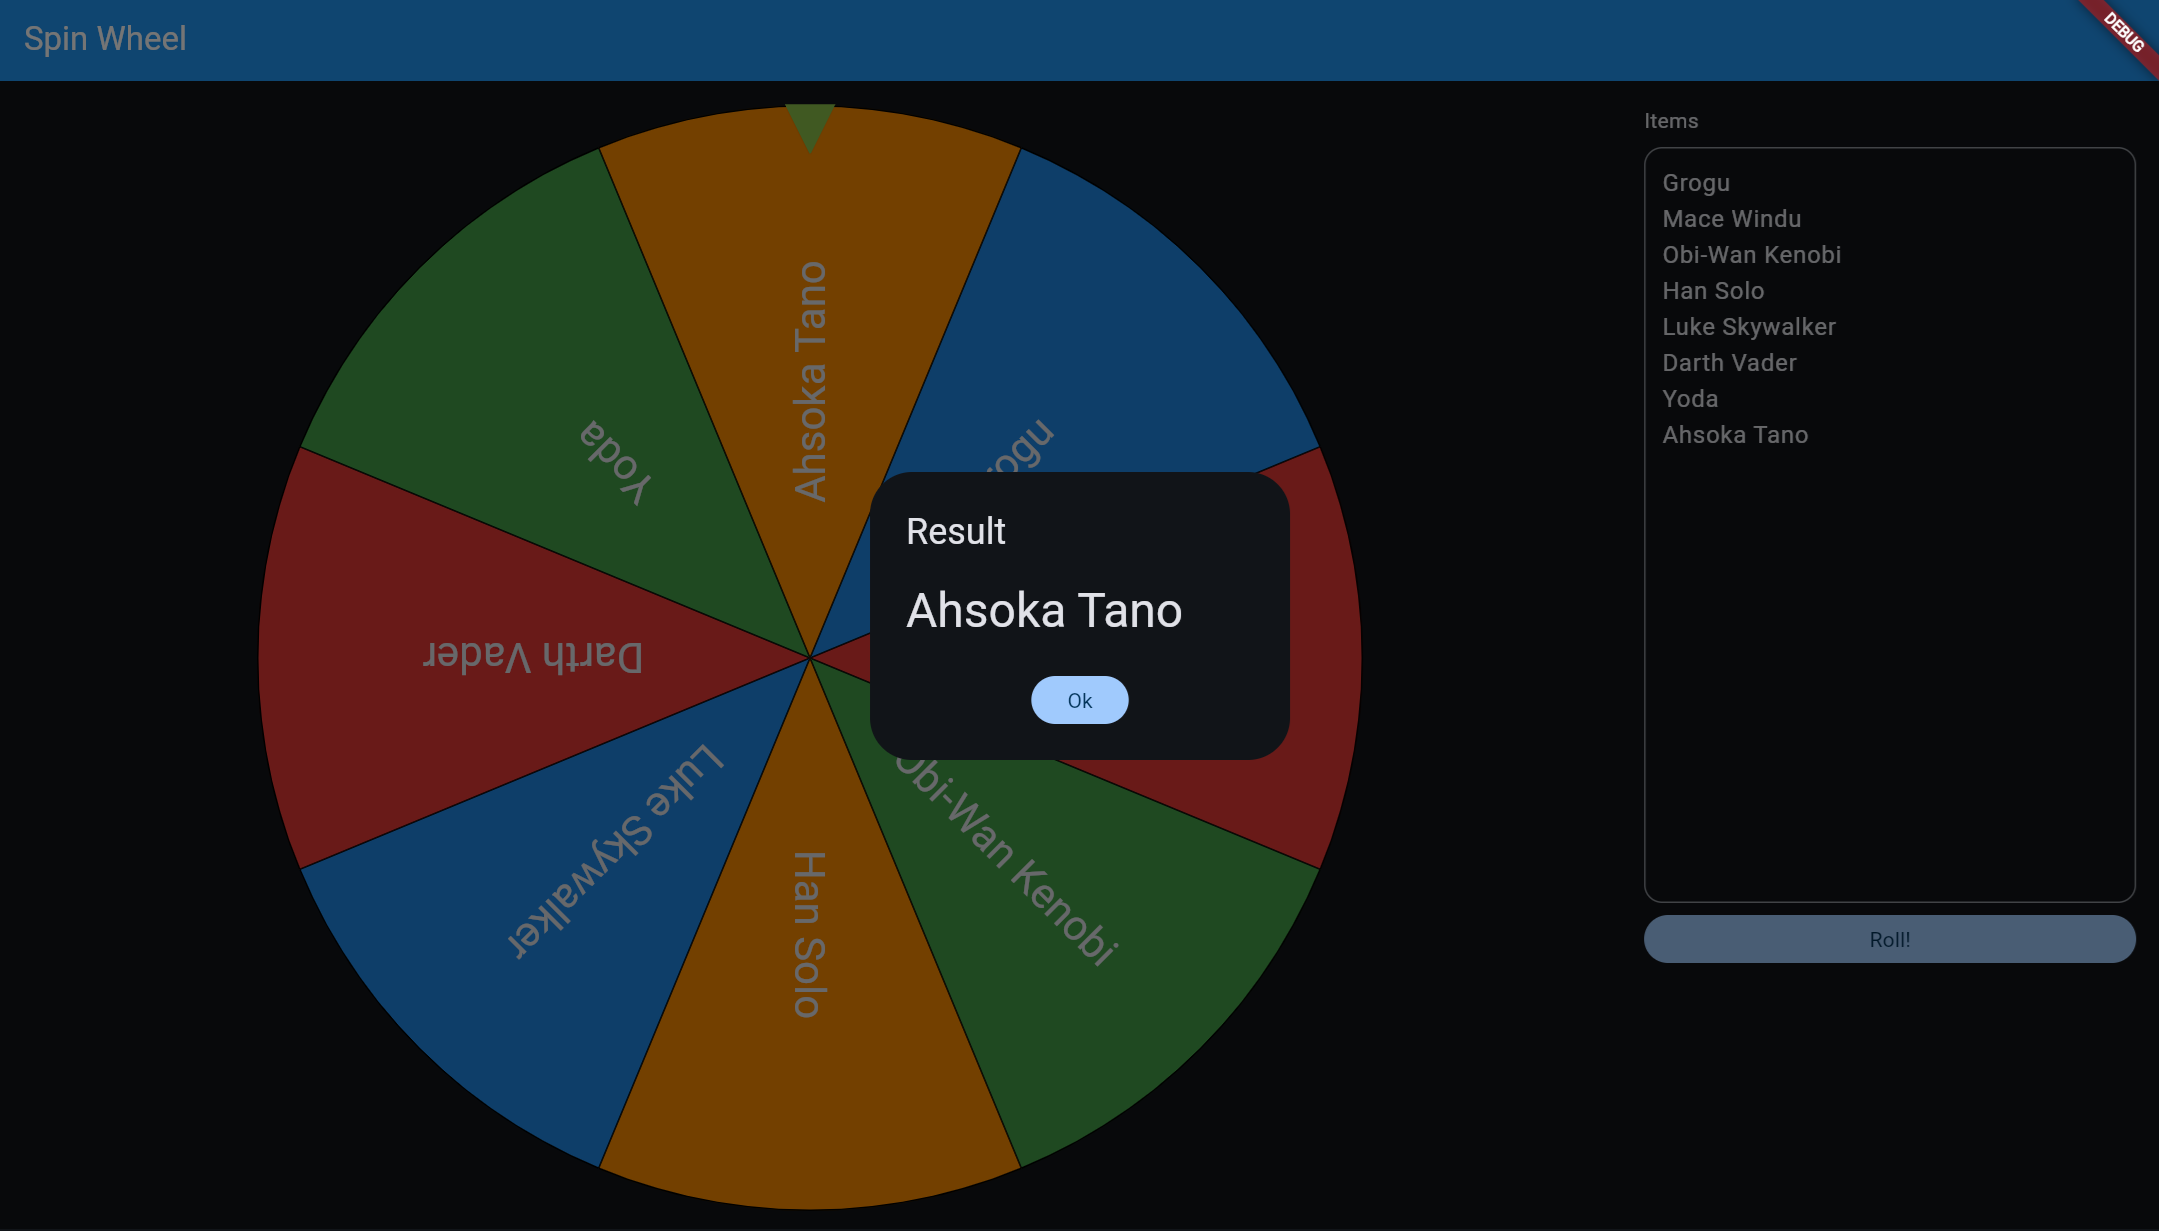 Spin Wheel
DEBUG
Items
Grogu
Mace Windu
Obi-Wan Kenobi
Han Solo
Luke Skywalker
Darth Vader
Yoda
Ahsoka Tano
Roll!
Ahsoka Tano
ogu
Yoda
Darth Vader
Luke Skywalker
Han Solo
Obi-Wan Kenobi
Result
Ahsoka Tano
Ok